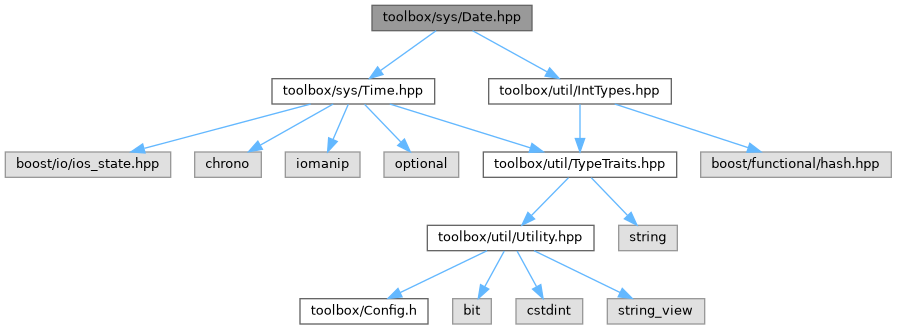 toolbox/sys/Date.hpp
toolbox/sys/Time.hpp
toolbox/util/IntTypes.hpp
boost/io/ios_state.hpp
chrono
iomanip
optional
toolbox/util/TypeTraits.hpp
boost/functional/hash.hpp
toolbox/util/Utility.hpp
string
toolbox/Config.h
bit
cstdint
string_view